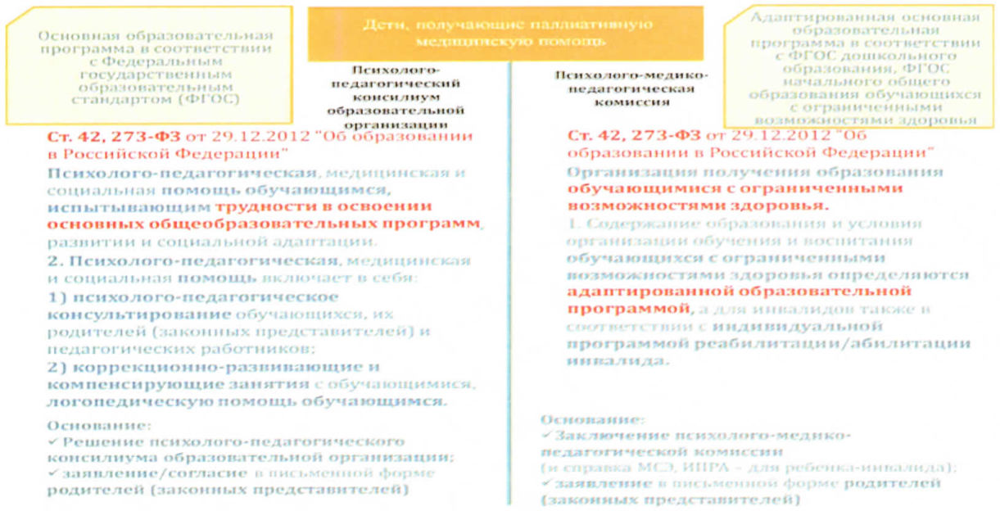 Основная образовательная
программа в соответствии
с Федеральным
государственным
образовательным
стандартом (ФГОС)
Дети, получающие паллиативную
медицинскую помощь
Адаптированная основная
образовательная
программа в соответствии
с ФГОС дошкольного
образования, ФГОС
начального общего
образования обучающихся
с ограниченными
возможностями здоровья
Психолого-
педагогический
консилиум
образовательной
организации
Ст. 42, 273-ФЗ от 29.12.2012 "Об образовании
в Российской Федерации"
Психолого-педагогическая, медицинская и
социальная помощь обучающимся,
испытывающим трудности в освоении
основных общеобразовательных программ,
развитии и социальной адаптации.
2. Психолого-педагогическая, медицинская
и социальная помощь включает в себя:
1) психолого-педагогическое
консультирование обучающихся, их
родителей (законных представителей) и
педагогических работников;
2) коррекционно-развивающие и
компенсирующие занятия с обучающимися,
логопедическую помощь обучающимся.
Основание:
✓Решение психолого-педагогического
консилиума образовательной организации;
✓заявление/согласие в письменной форме
родителей (законных представителей)
Психолого-медико-
педагогическая
комиссия
Ст. 42, 273-ФЗ от 29.12.2012 "Об
образовании в Российской Федерации"
Организация получения образования
обучающимися с ограниченными
возможностями здоровья.
1. Содержание образования и условия
организации обучения и воспитания
обучающихся с ограниченными
возможностями здоровья определяются
адаптированной образовательной
программой, а для инвалидов также в
соответствии с индивидуальной
программой реабилитации/абилитации
инвалида.
Основание:
✓Заключение психолого-медико-
педагогической комиссии
(и справка МСЭ, ИПРА – для ребенка-инвалида);
✓заявление в письменной форме родителей
(законных представителей)